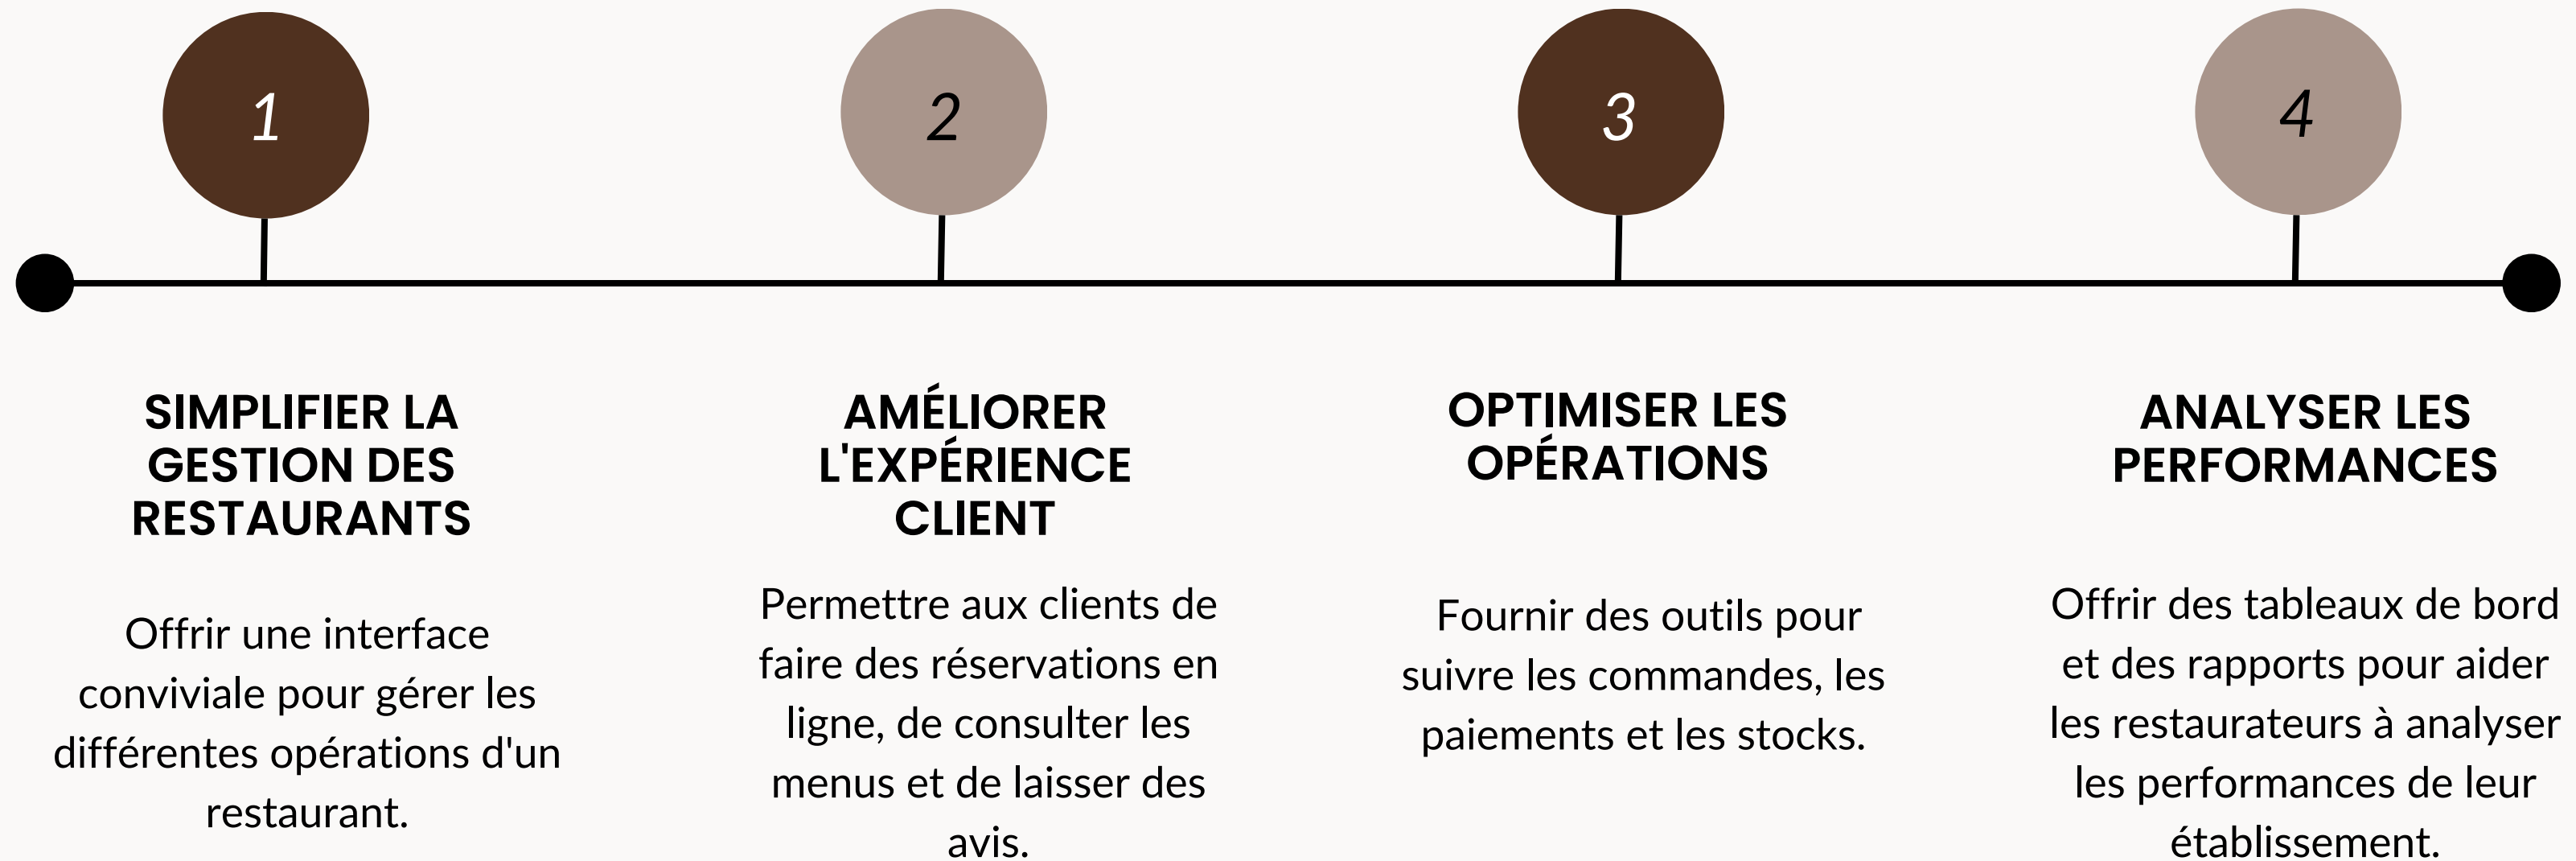 1
SIMPLIFIER LA
GESTION DES
RESTAURANTS
Offrir une interface
conviviale pour gérer les
différentes opérations d'un
restaurant.
2
AMÉLIORER
L'EXPÉRIENCE
CLIENT
Permettre aux clients de
faire des réservations en
ligne, de consulter les
menus et de laisser des
avis.
3
OPTIMISER LES
OPÉRATIONS
Fournir des outils pour
suivre les commandes, les
paiements et les stocks.
4
ANALYSER LES
PERFORMANCES
Offrir des tableaux de bord
et des rapports pour aider
les restaurateurs à analyser
les performances de leur
établissement.